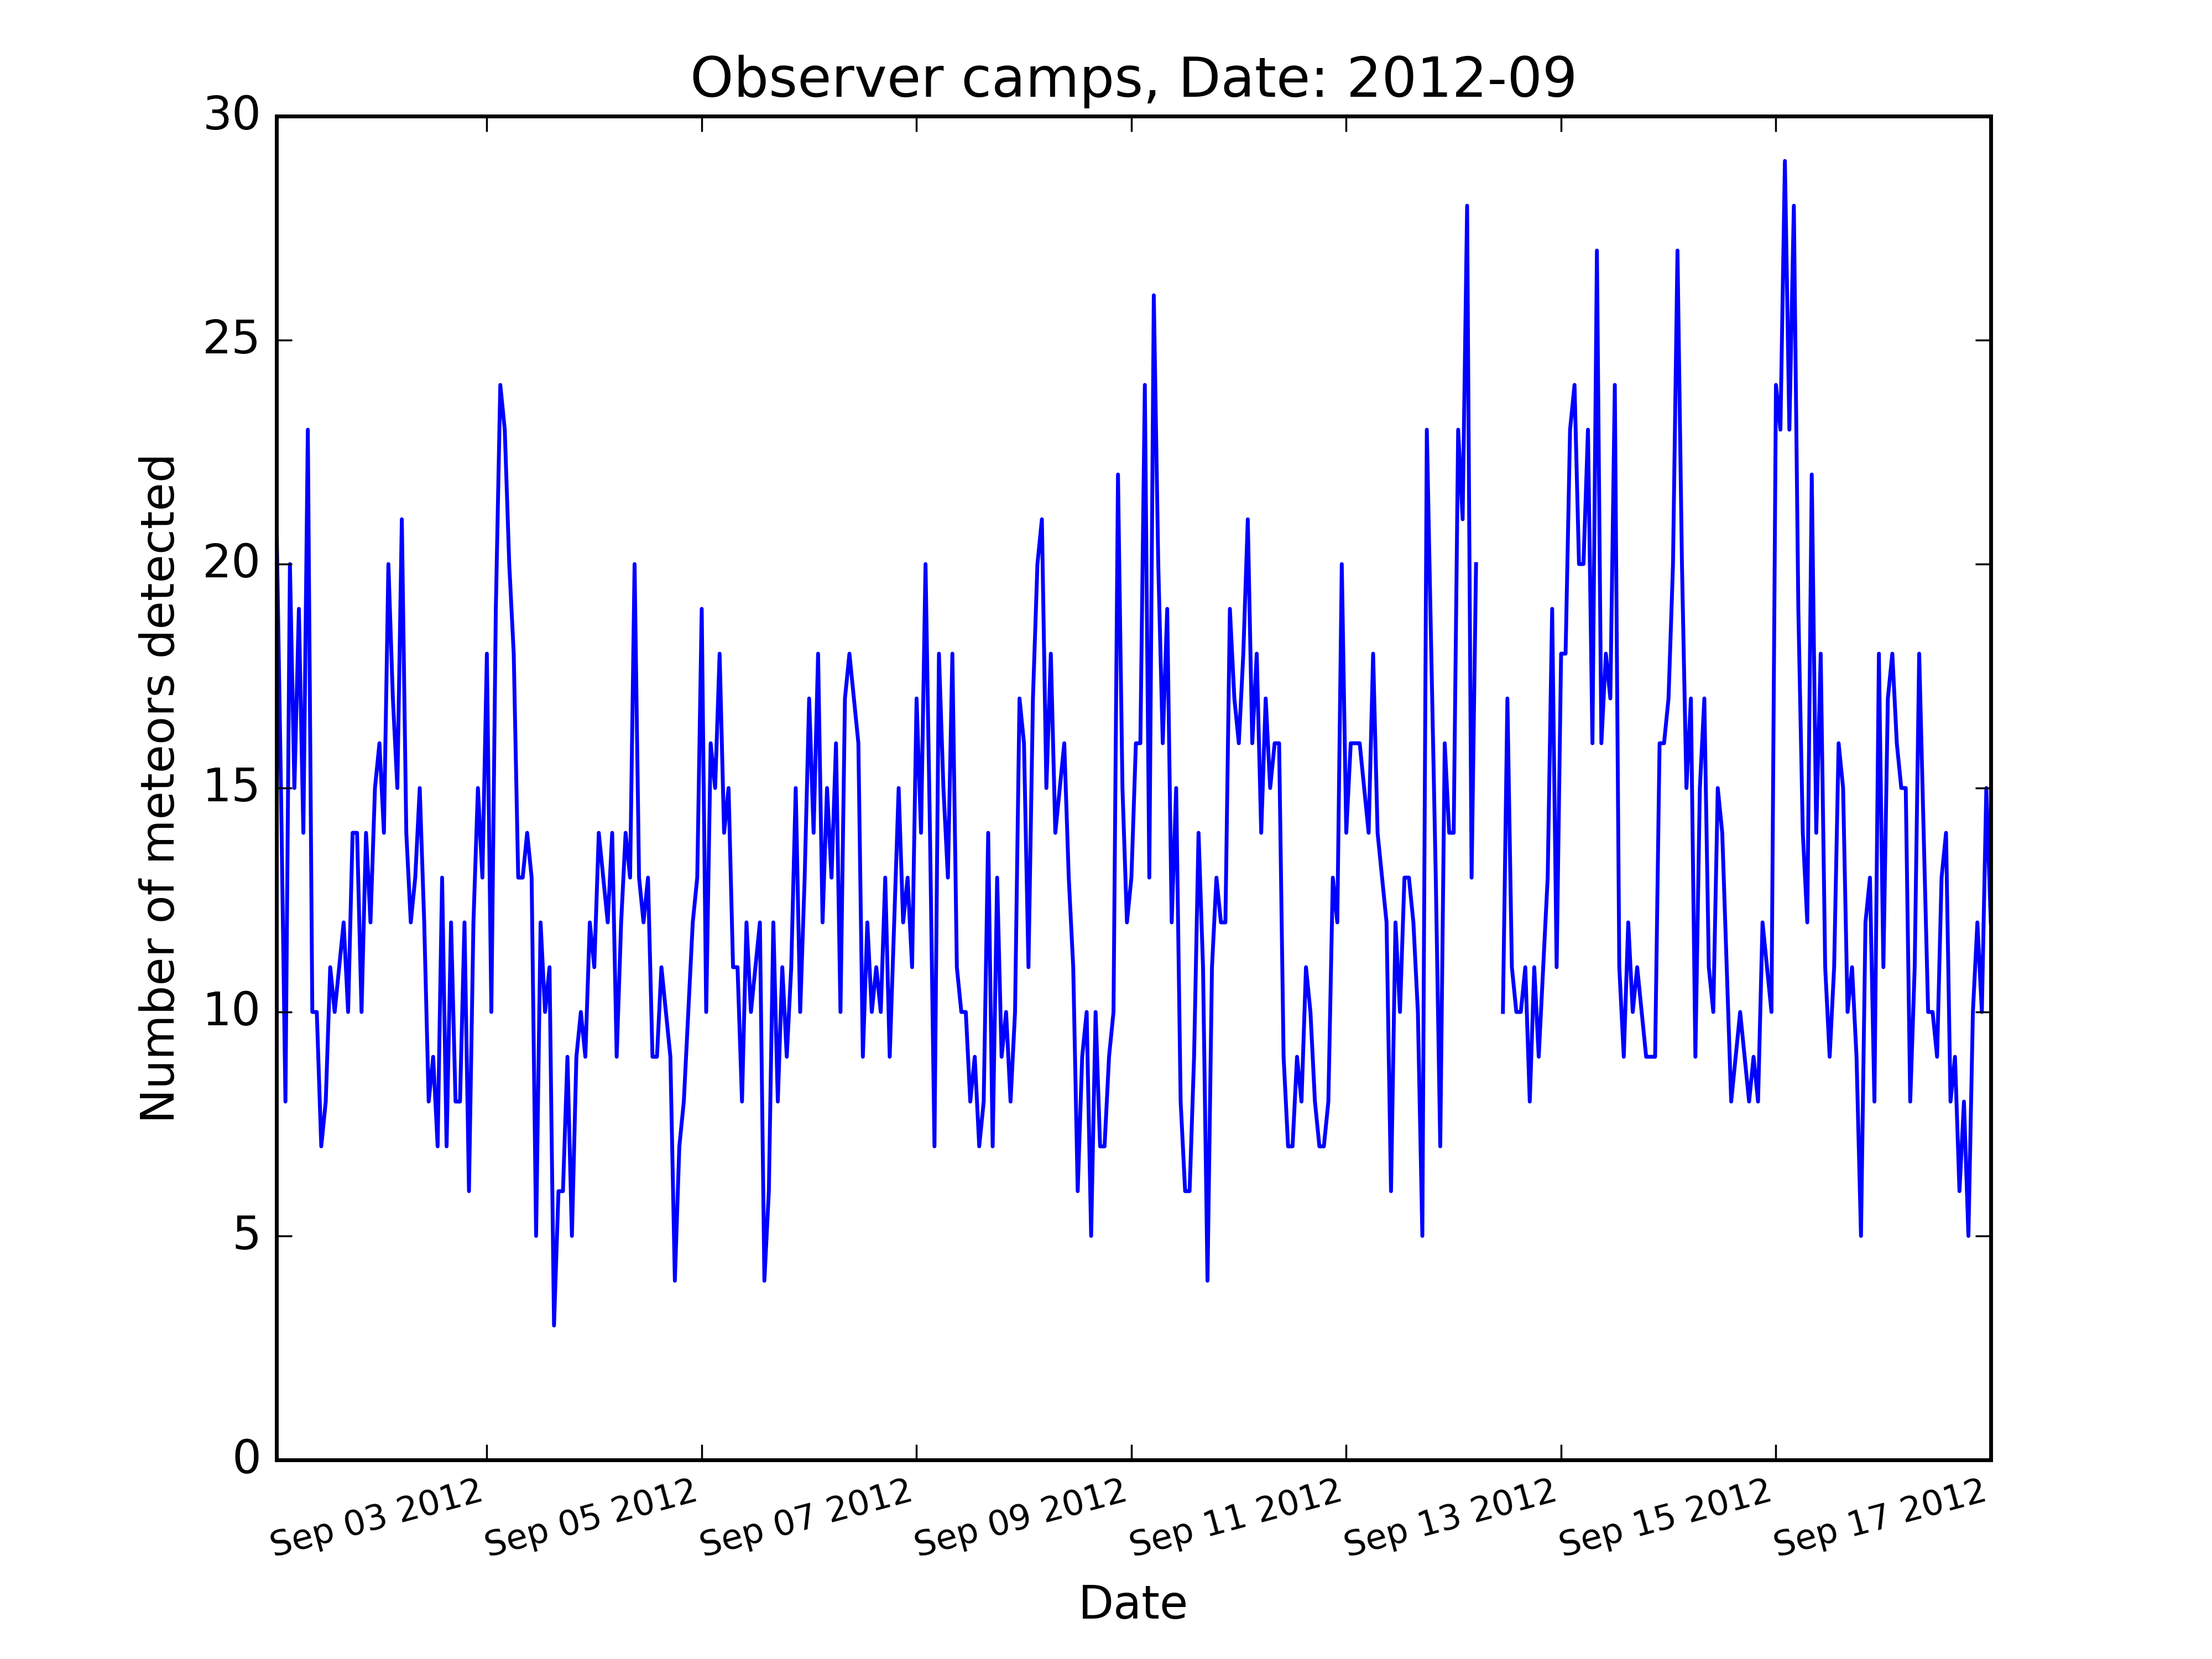 Observer camps, Date: 2012-09
30
25
20
15
10
5
0
Number of meteors detected
Sep 03 2012
Sep 05 2012
Sep 07 2012
Sep 09 2012
Sep 11 2012
Sep 13 2012
Sep 15 2012
Sep 17 2012
Date